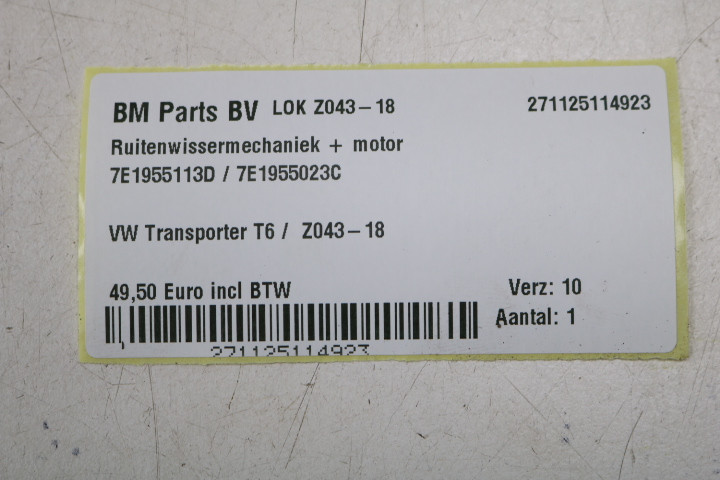 BM Parts BV LOK Z043-18 271125114923
Ruitenwissermechaniek + motor
7E1955113D / 7E1955023C
VW Transporter T6 / Z043-18
49,50 Euro incl BTW Verz: 10
Aantal: 1
271125114923